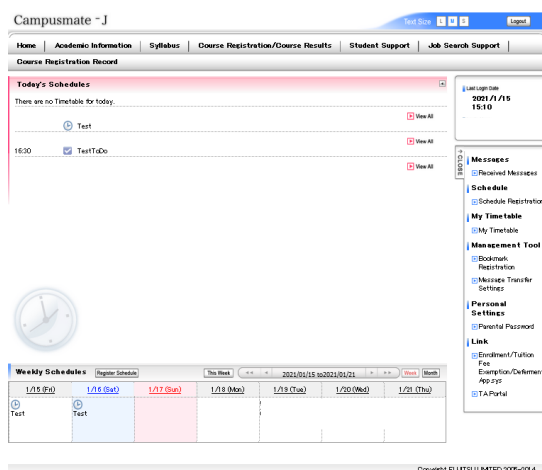 Campusmate-J
Text Size L M S Logout
Home Academic Information Syllabus Course Registration/Course Results Student Support Job Search Support
Course Registration Record
Today's Schedules
There are no Timetable for today.
View All
Test
View All
16:30 TestToDo
View All
Last Login Date
2021/1/15
15:10
CLOSE
Messages
Received Messages
Schedule
Schedule Registration
My Timetable
My Timetable
Management Tool
Bookmark
Registration
Message Transfer
Settings
Personal
Settings
Parental Password
Link
Enrollment/Tuition
Fee
Exemption/Deferment
App.sys
TA Portal
Weekly Schedules Register Schedule This Week 2021/01/15 to2021/01/21 Week Month
1/15 (Fri) 1/16 (Sat) 1/17 (Sun) 1/18 (Mon) 1/19 (Tue) 1/20 (Wed) 1/21 (Thu)
Test Test